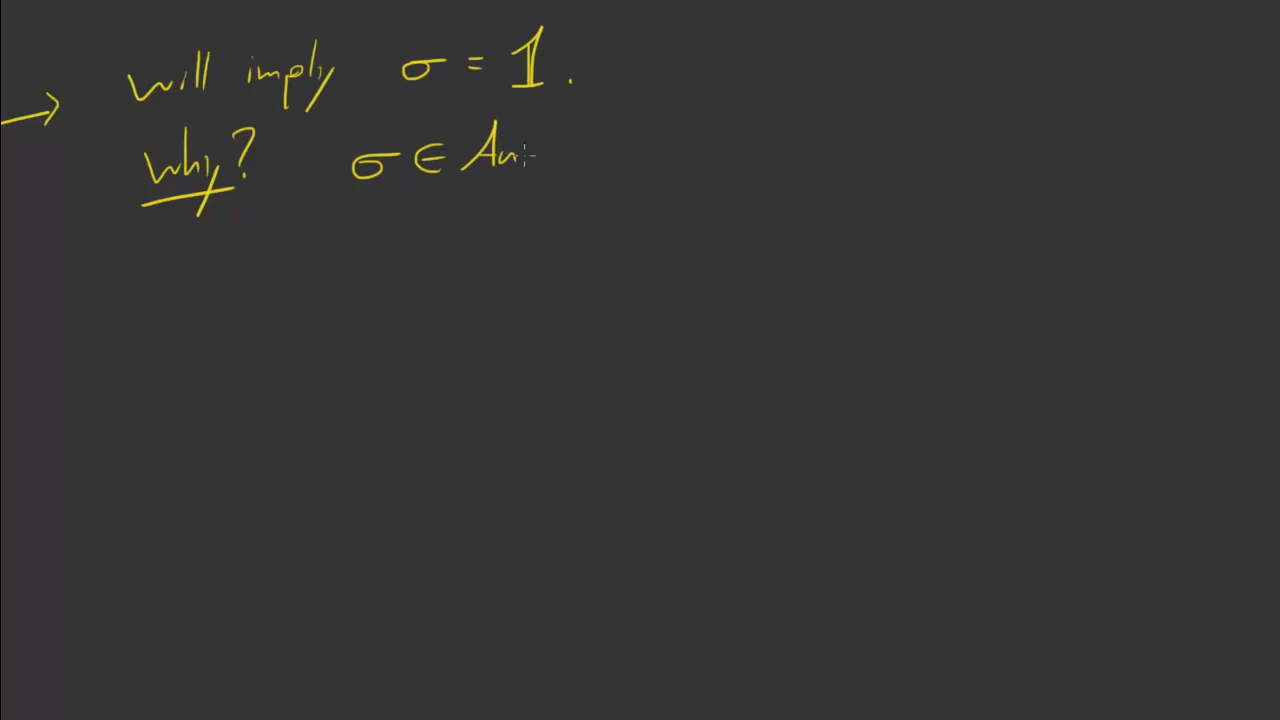 → will imply σ = 1.
why? σ ∈ Au